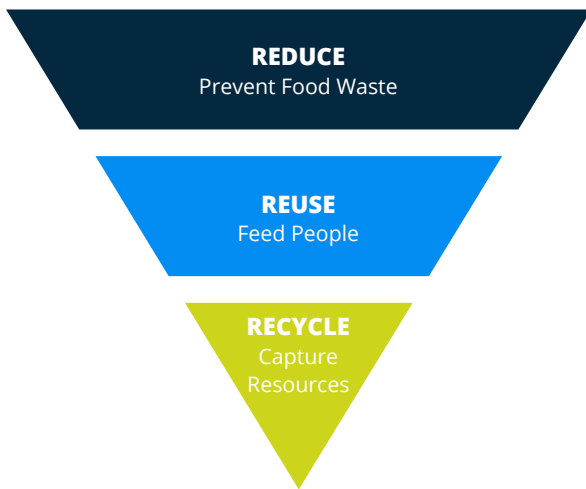 REDUCE
Prevent Food Waste
REUSE
Feed People
RECYCLE
Capture
Resources